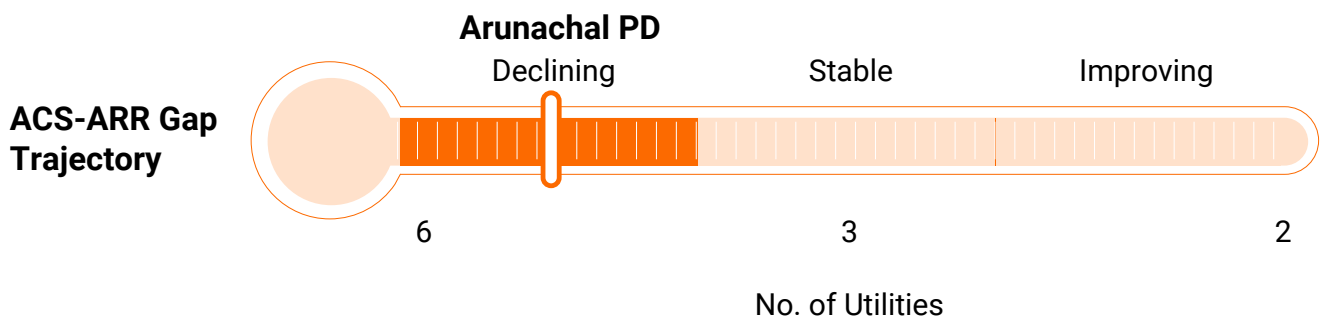 Arunachal PD
Declining
Stable
Improving
ACS-ARR Gap
Trajectory
6
3
2
No. of Utilities